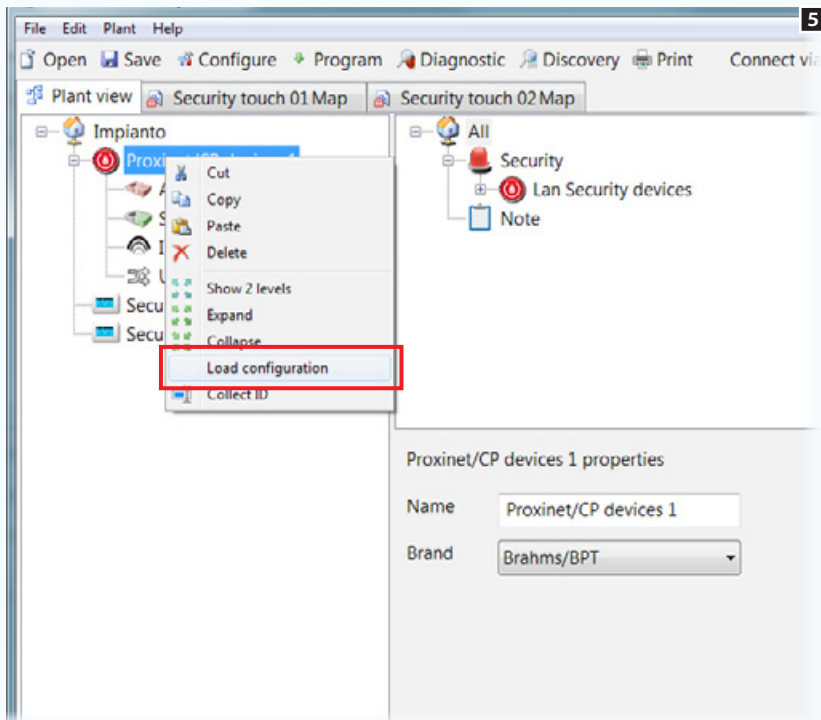 5
File Edit Plant Help
Open Save Configure Program Diagnostic Discovery Print Connect via
Plant view Security touch 01 Map Security touch 02 Map
Impianto
Cut
Copy
Paste
Delete
Show 2 levels
Expand
Collapse
Load configuration
Collect ID
All
Security
Lan Security devices
Note
Proxinet/CP devices 1 properties
Name Proxinet/CP devices 1
Brand Brahms/BPT